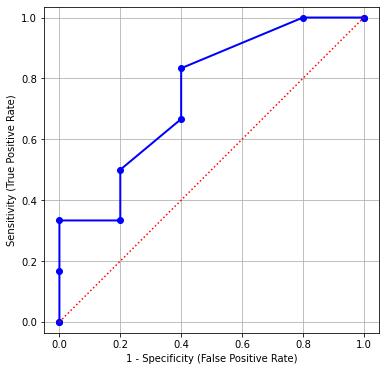 1.0
0.8
0.6
0.4
0.2
0.0
Sensitivity (True Positive Rate)
0.0 0.2 0.4 0.6 0.8 1.0
1 - Specificity (False Positive Rate)